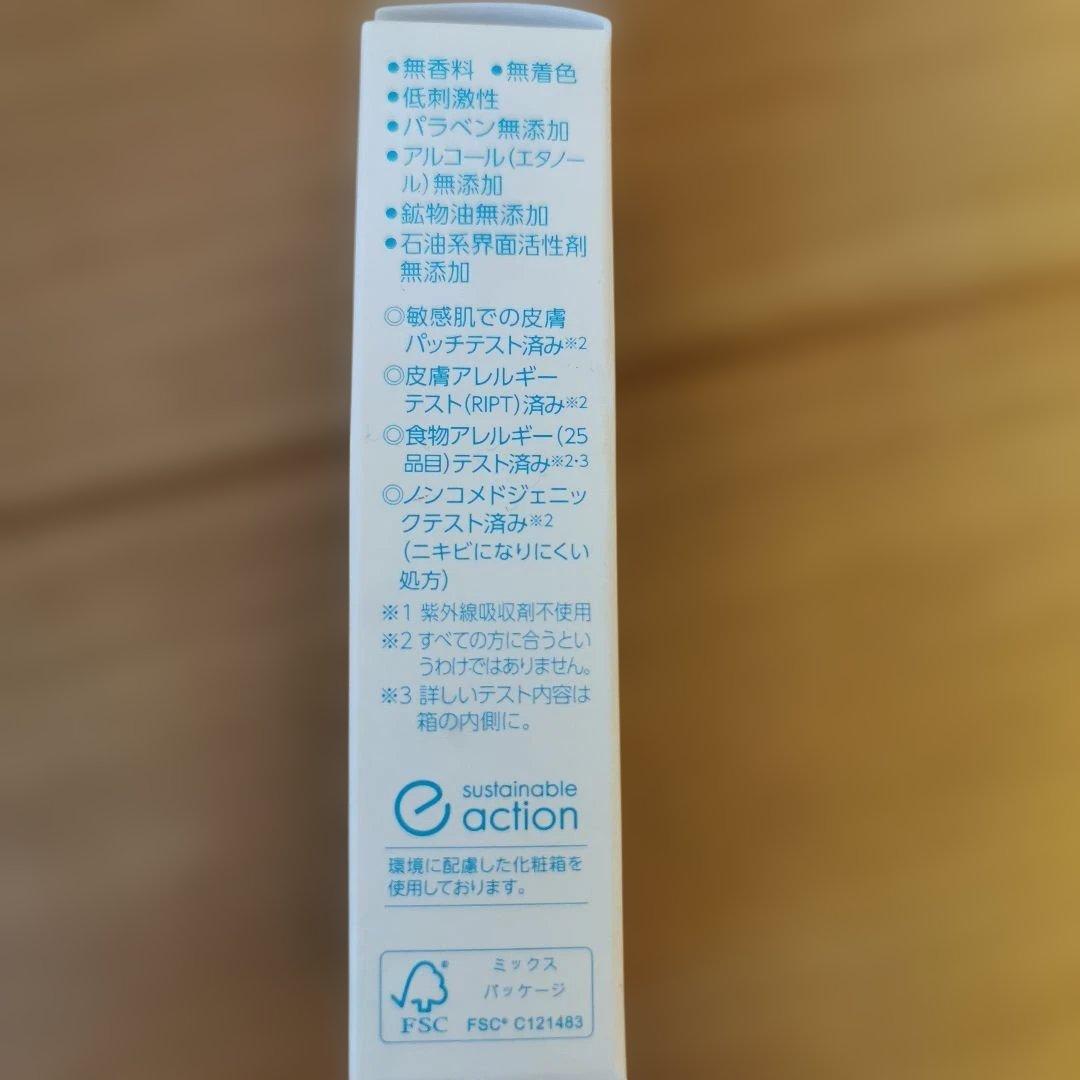 ●無香料 ●無着色
●低刺激性
●パラベン無添加
●アルコール(エタノー
ル)無添加
●鉱物油無添加
●石油系界面活性剤
無添加
◎敏感肌での皮膚
パッチテスト済み※2
◎皮膚アレルギー
テスト(RIPT)済み※2
◎食物アレルギー(25
品目)テスト済み※2・3
◎ノンコメドジェニッ
クテスト済み※2
(ニキビになりにくい
処方)
※1 紫外線吸収剤不使用
※2 すべての方に合うとい
うわけではありません。
※3 詳しいテスト内容は
箱の内側に。
sustainable
action
環境に配慮した化粧箱を
使用しております。
ミックス
パッケージ
FSC
FSC® C121483